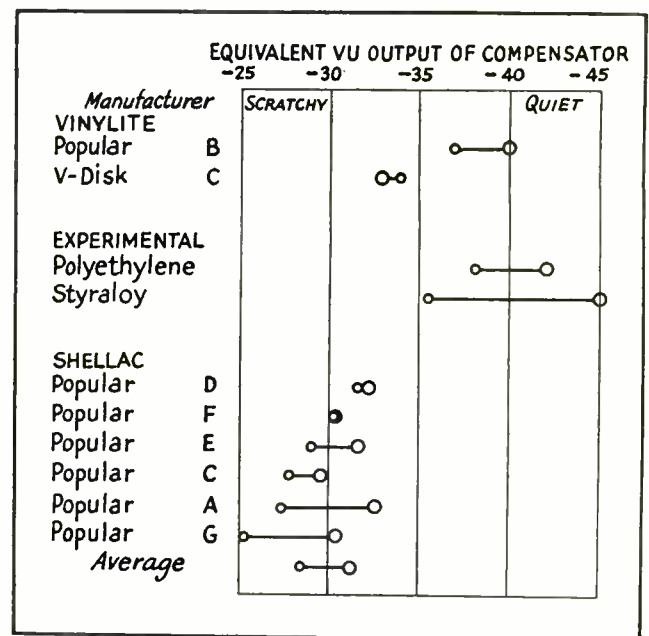 EQUIVALENT VU OUTPUT OF COMPENSATOR
-25 -30 -35 -40 -45
Manufacturer SCRATCHY QUIET
VINYLITE
Popular B
V-Disk C
EXPERIMENTAL
Polyethylene
Styraloy
SHELLAC
Popular D
Popular F
Popular E
Popular C
Popular A
Popular G
Average